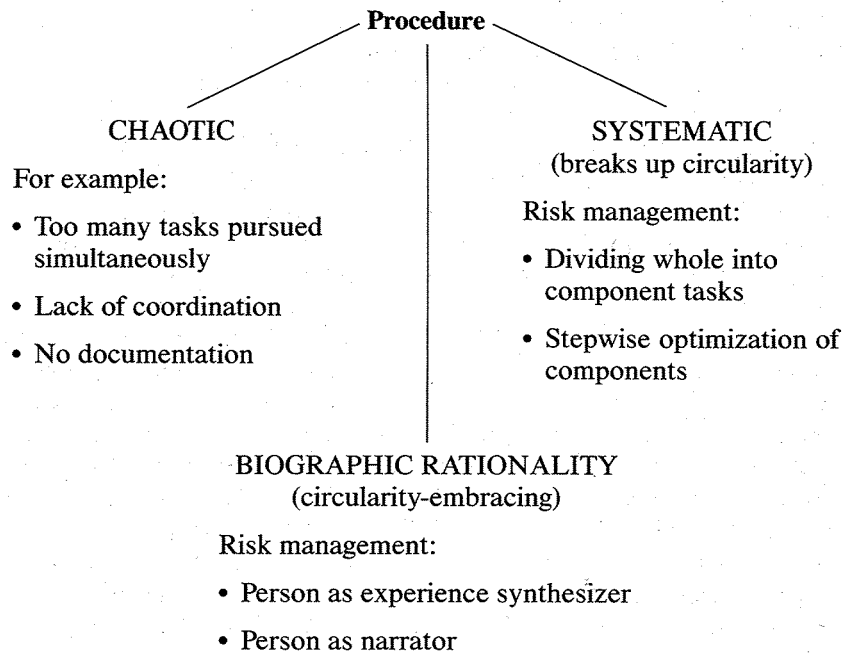 Procedure
CHAOTIC
For example:
• Too many tasks pursued
simultaneously
• Lack of coordination
• No documentation
SYSTEMATIC
(breaks up circularity)
Risk management:
• Dividing whole into
component tasks
• Stepwise optimization of
components
BIOGRAPHIC RATIONALITY
(circularity-embracing)
Risk management:
• Person as experience synthesizer
• Person as narrator